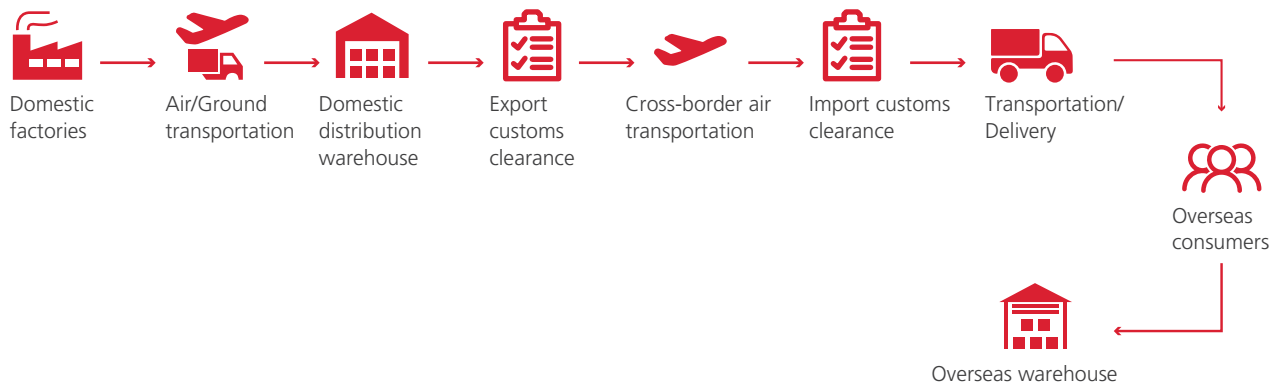 Domestic
factories
Air/Ground
transportation
Domestic
distribution
warehouse
Export
customs
clearance
Cross-border air
transportation
Import customs
clearance
Transportation/
Delivery
Overseas
consumers
Overseas warehouse